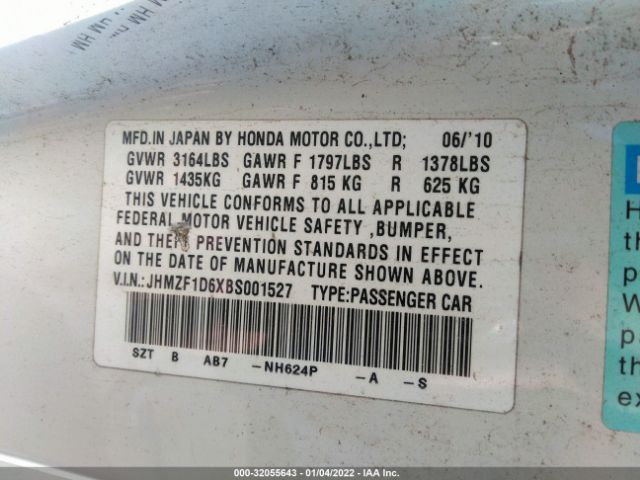 MFD.IN JAPAN BY HONDA MOTOR CO.,LTD; 06/'10
GVWR 3164LBS GAWR F 1797LBS R 1378LBS
GVWR 1435KG GAWR F 815 KG R 625 KG
THIS VEHICLE CONFORMS TO ALL APPLICABLE
FEDERAL MOTOR VEHICLE SAFETY ,BUMPER,
AND THEFT PREVENTION STANDARDS IN EFFECT
ON THE DATE OF MANUFACTURE SHOWN ABOVE.
V.I.N.:JHMZF1D6XBS001527 TYPE:PASSENGER CAR
SZT B AB7 -NH624P -A -S
000-32055643 - 01/04/2022 - IAA Inc.